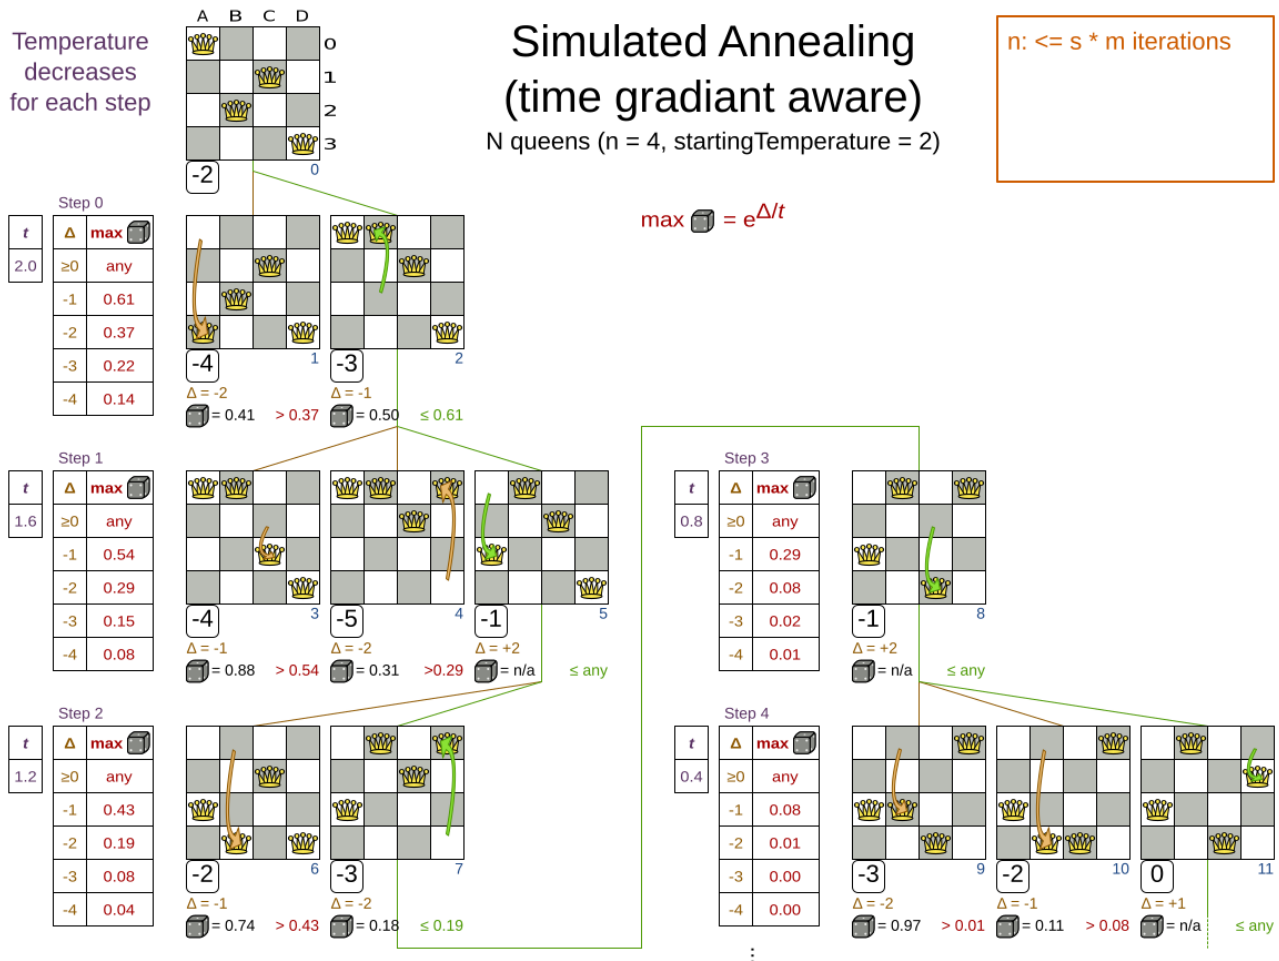 Temperature
decreases
for each step
A B C D
0
1
2
3
-2
0
Simulated Annealing
(time gradiant aware)
N queens (n = 4, startingTemperature = 2)
n: <= s * m iterations
max = e^Δ/t
Step 0
t
2.0
Δ max
≥0 any
-1 0.61
-2 0.37
-3 0.22
-4 0.14
-4
1
Δ = -2
= 0.41 > 0.37
-3
2
Δ = -1
= 0.50 ≤ 0.61
Step 1
t
1.6
Δ max
≥0 any
-1 0.54
-2 0.29
-3 0.15
-4 0.08
-4
3
Δ = -1
= 0.88 > 0.54
-5
4
Δ = -2
= 0.31 >0.29
-1
5
Δ = +2
= n/a ≤ any
Step 2
t
1.2
Δ max
≥0 any
-1 0.43
-2 0.19
-3 0.08
-4 0.04
-2
6
Δ = -1
= 0.74 > 0.43
-3
7
Δ = -2
= 0.18 ≤ 0.19
Step 3
t
0.8
Δ max
≥0 any
-1 0.29
-2 0.08
-3 0.02
-4 0.01
-1
8
Δ = +2
= n/a ≤ any
Step 4
t
0.4
Δ max
≥0 any
-1 0.08
-2 0.01
-3 0.00
-4 0.00
-3
9
Δ = -2
= 0.97 > 0.01
-2
10
Δ = -1
= 0.11 > 0.08
0
11
Δ = +1
= n/a ≤ any
⋮